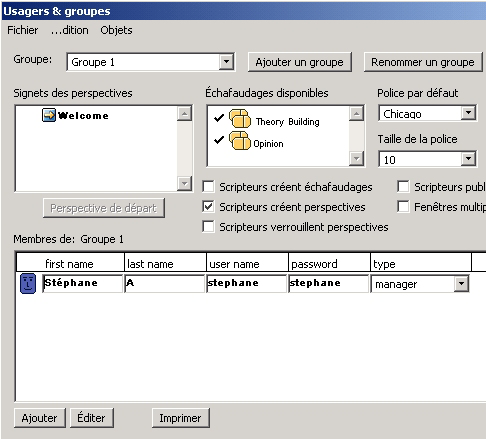 Usagers & groupes
Fichier ...dition Objets
Groupe: Groupe 1 Ajouter un groupe Renommer un groupe
Signets des perspectives Échafaudages disponibles Police par défaut
Welcome Theory Building Chicago
Opinion Taille de la police
10
Scripteurs créent échafaudages Scripteurs publ
Perspective de départ Scripteurs créent perspectives Fenêtres multip
Scripteurs verrouillent perspectives
Membres de: Groupe 1
first name last name user name password type
Stéphane A stephane stephane manager
Ajouter Éditer Imprimer